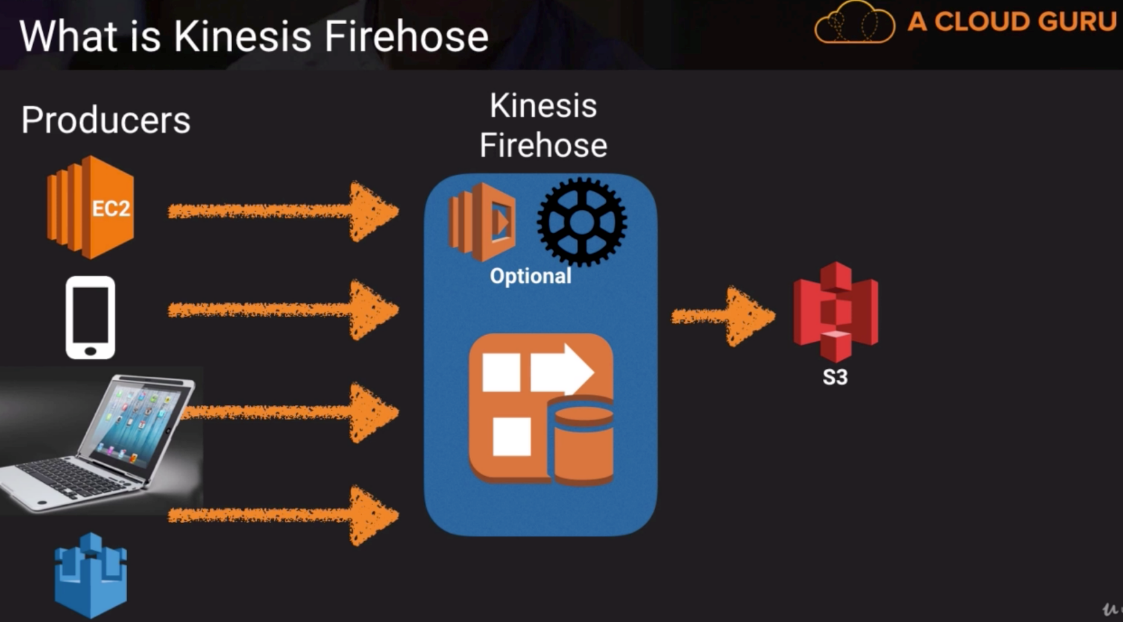 What is Kinesis Firehose
A CLOUD GURU
Producers
Kinesis
Firehose
EC2
Optional
S3